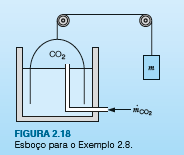 CO₂
m
ṁCO₂
FIGURA 2.18
Esboço para o Exemplo 2.8.